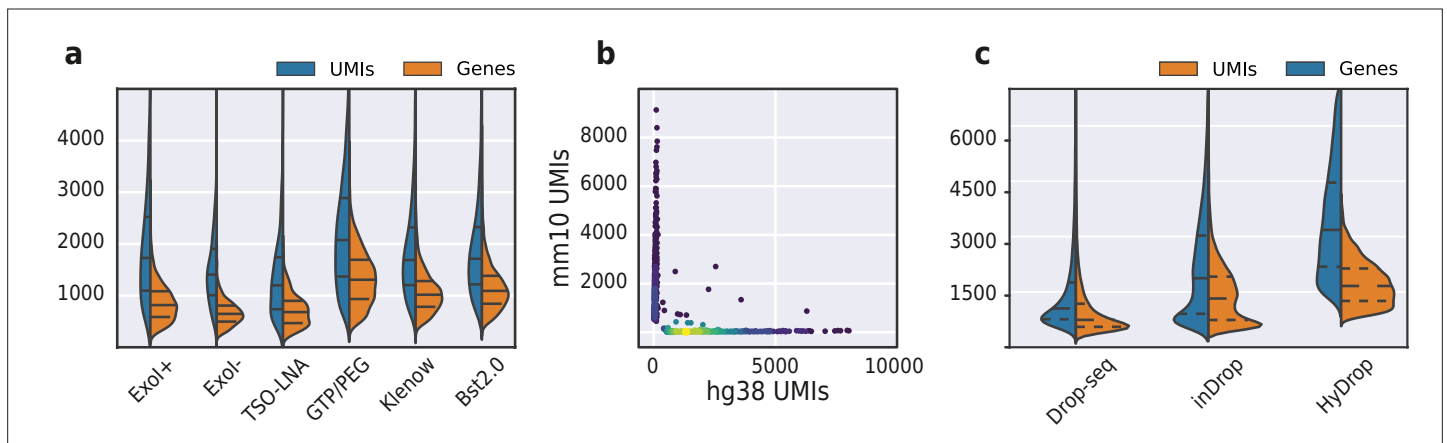 a
UMIs Genes
4000
3000
2000
1000
ExoI+ ExoI- TSO-LNA GTP/PEG Klenow Bst2.0
b
mm10 UMIs
8000
6000
4000
2000
0 5000 10000
hg38 UMIs
c
UMIs Genes
6000
4500
3000
1500
Drop-seq inDrop HyDrop